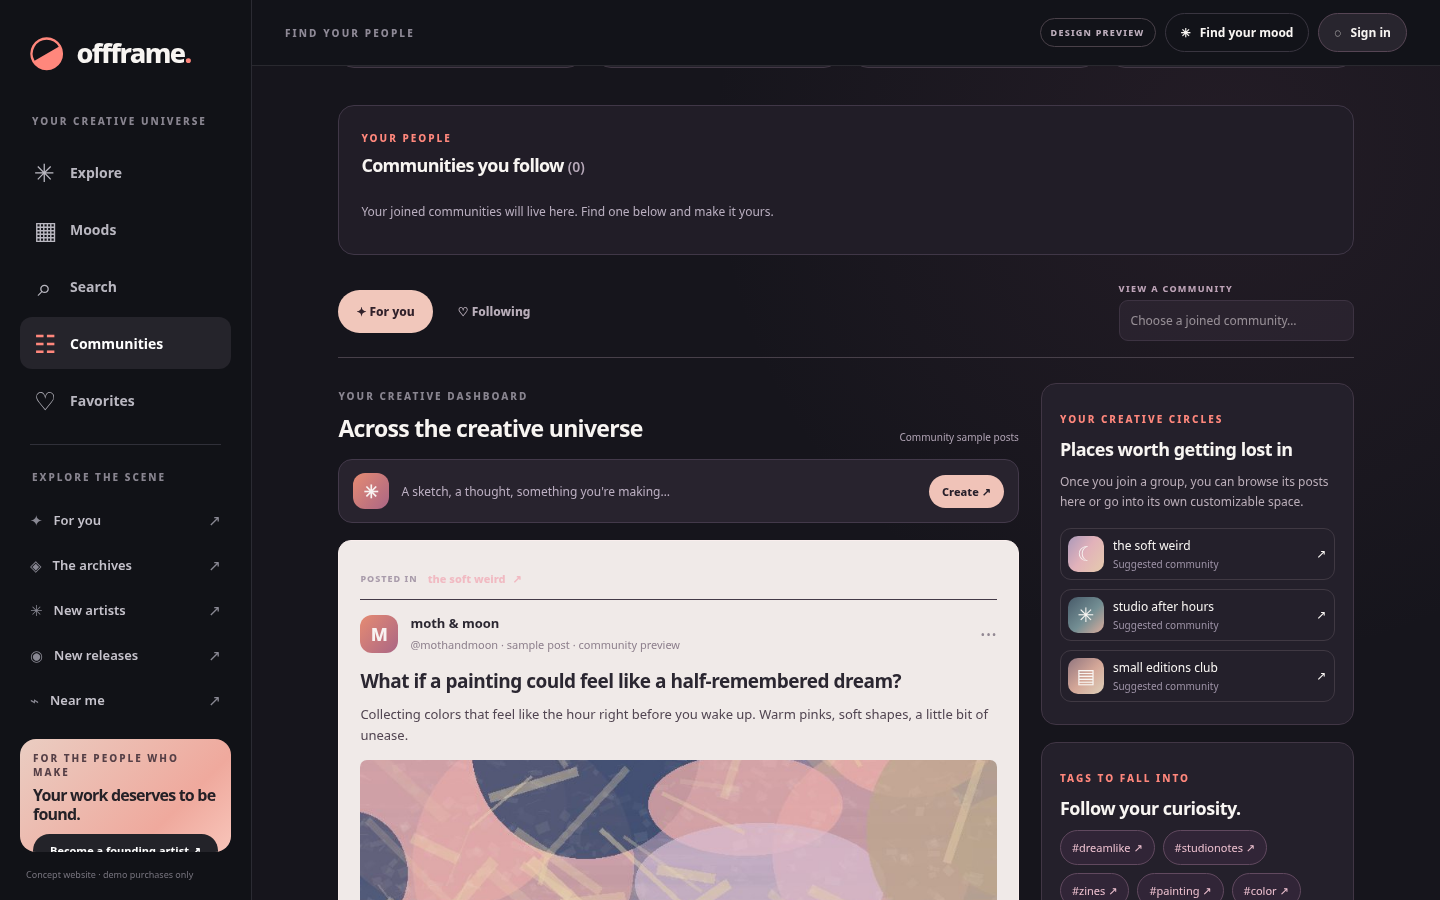 offframe.
YOUR CREATIVE UNIVERSE
Explore
Moods
Search
Communities
Favorites
EXPLORE THE SCENE
For you ↗
The archives ↗
New artists ↗
New releases ↗
Near me ↗
FOR THE PEOPLE WHO
MAKE
Your work deserves to be
found.
Become a founding artist ↗
Concept website · demo purchases only
FIND YOUR PEOPLE
DESIGN PREVIEW
Find your mood
Sign in
YOUR PEOPLE
Communities you follow (0)
Your joined communities will live here. Find one below and make it yours.
✦ For you
♡ Following
VIEW A COMMUNITY
Choose a joined community...
YOUR CREATIVE DASHBOARD
Across the creative universe
Community sample posts
A sketch, a thought, something you're making...
Create ↗
POSTED IN the soft weird ↗
M
moth & moon
@mothandmoon · sample post · community preview
What if a painting could feel like a half-remembered dream?
Collecting colors that feel like the hour right before you wake up. Warm pinks, soft shapes, a little bit of
unease.
YOUR CREATIVE CIRCLES
Places worth getting lost in
Once you join a group, you can browse its posts
here or go into its own customizable space.
the soft weird
Suggested community
studio after hours
Suggested community
small editions club
Suggested community
TAGS TO FALL INTO
Follow your curiosity.
#dreamlike ↗
#studionotes ↗
#zines ↗
#painting ↗
#color ↗